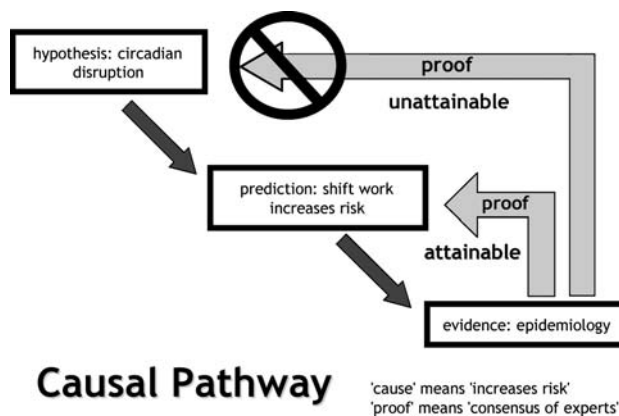 hypothesis: circadian
disruption
proof
unattainable
prediction: shift work
increases risk
proof
attainable
evidence: epidemiology
Causal Pathway
'cause' means 'increases risk'
'proof' means 'consensus of experts'